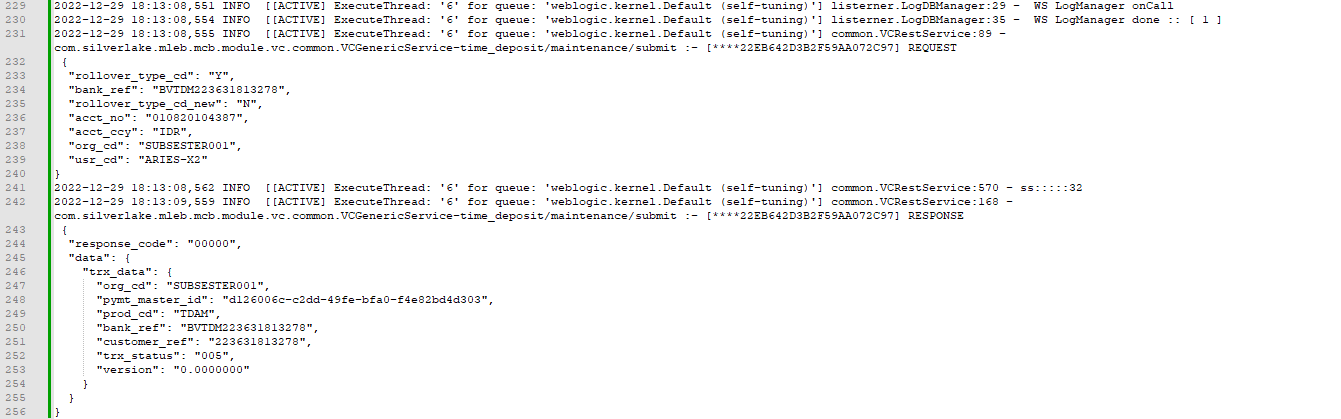 229 2022-12-29 18:13:08,551 INFO  [[ACTIVE] ExecuteThread: '6' for queue: 'weblogic.kernel.Default (self-tuning)'] listerner.LogDBManager:29 -  WS LogManager onCall
230 2022-12-29 18:13:08,554 INFO  [[ACTIVE] ExecuteThread: '6' for queue: 'weblogic.kernel.Default (self-tuning)'] listerner.LogDBManager:35 -  WS LogManager done :: [ 1 ]
231 2022-12-29 18:13:08,555 INFO  [[ACTIVE] ExecuteThread: '6' for queue: 'weblogic.kernel.Default (self-tuning)'] common.VCRestService:89 -
com.silverlake.mleb.mcb.module.vc.common.VCGenericService-time_deposit/maintenance/submit :- [****22EB642D3B2F59AA072C97] REQUEST
232 {
233 "rollover_type_cd": "Y",
234 "bank_ref": "BVTDM223631813278",
235 "rollover_type_cd_new": "N",
236 "acct_no": "010820104387",
237 "acct_ccy": "IDR",
238 "org_cd": "SUBSESTER001",
239 "usr_cd": "ARIES-X2"
240 }
241 2022-12-29 18:13:08,562 INFO  [[ACTIVE] ExecuteThread: '6' for queue: 'weblogic.kernel.Default (self-tuning)'] common.VCRestService:570 - ss:::::32
242 2022-12-29 18:13:09,559 INFO  [[ACTIVE] ExecuteThread: '6' for queue: 'weblogic.kernel.Default (self-tuning)'] common.VCRestService:168 -
com.silverlake.mleb.mcb.module.vc.common.VCGenericService-time_deposit/maintenance/submit :- [****22EB642D3B2F59AA072C97] RESPONSE
243 {
244 "response_code": "00000",
245 "data": {
246 "trx_data": {
247 "org_cd": "SUBSESTER001",
248 "pymt_master_id": "d126006c-c2dd-49fe-bfa0-f4e82bd4d303",
249 "prod_cd": "TDAM",
250 "bank_ref": "BVTDM223631813278",
251 "customer_ref": "223631813278",
252 "trx_status": "005",
253 "version": "0.0000000"
254 }
255 }
256 }